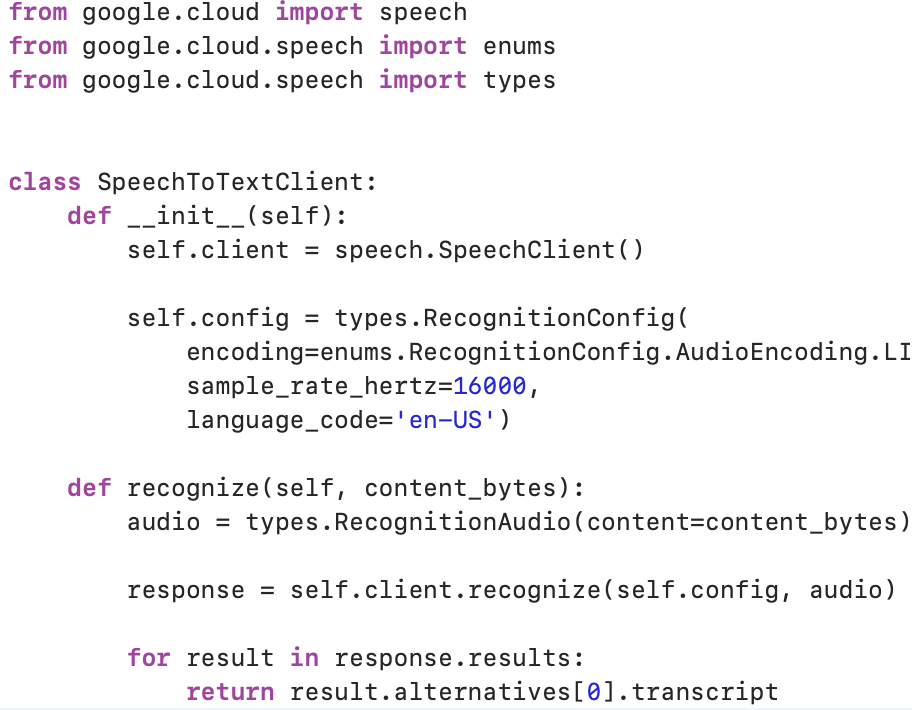 from google.cloud import speech
from google.cloud.speech import enums
from google.cloud.speech import types
class SpeechToTextClient:
def __init__(self):
self.client = speech.SpeechClient()
self.config = types.RecognitionConfig(
encoding=enums.RecognitionConfig.AudioEncoding.LI
sample_rate_hertz=16000,
language_code='en-US')
def recognize(self, content_bytes):
audio = types.RecognitionAudio(content=content_bytes)
response = self.client.recognize(self.config, audio)
for result in response.results:
return result.alternatives[0].transcript